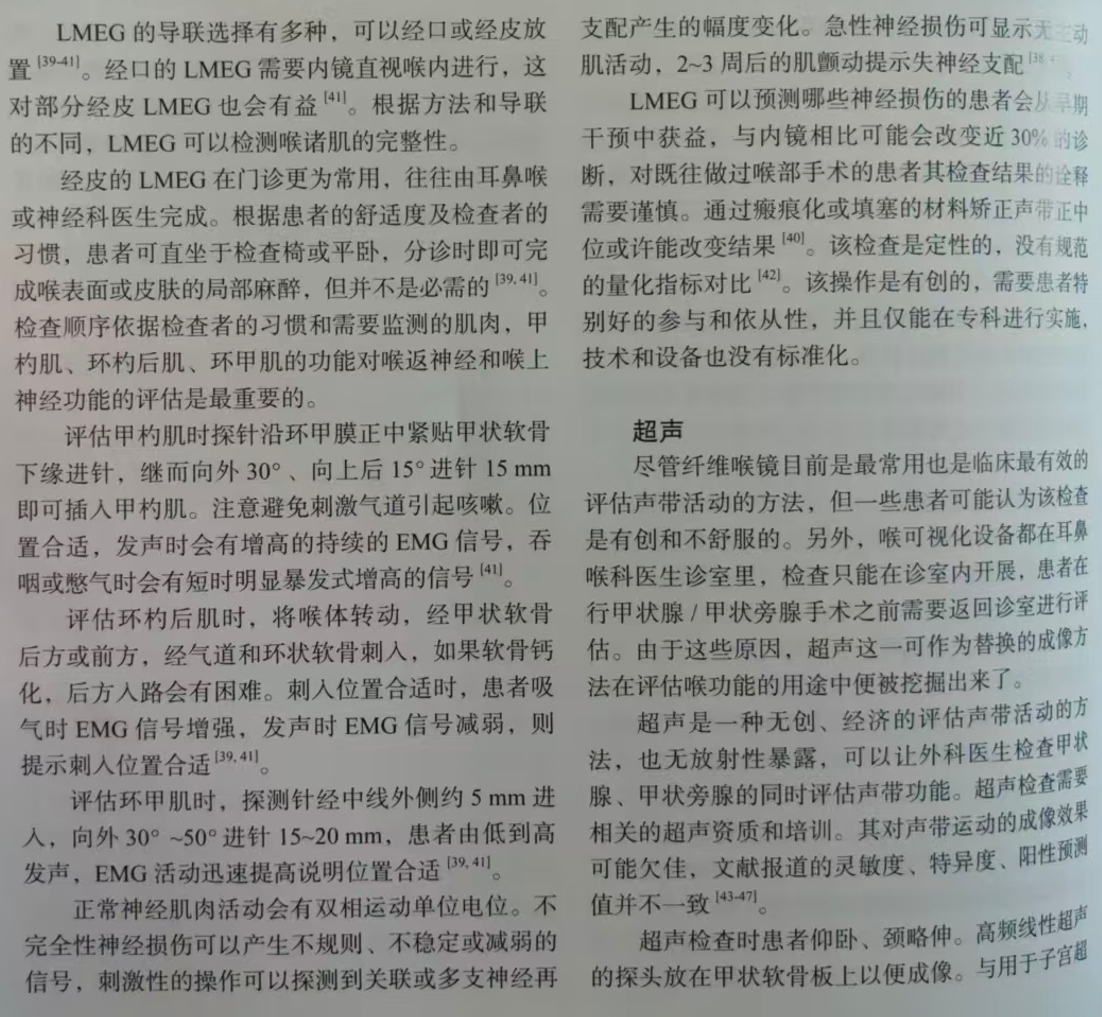 LMEG 的导联选择有多种，可以经口或经皮放
置 [39-41]。经口的 LMEG 需要内镜直视喉内进行，这
对部分经皮 LMEG 也会有益 [41]。根据方法和导联
的不同，LMEG 可以检测喉诸肌的完整性。
经皮的 LMEG 在门诊更为常用，往往由耳鼻喉
或神经科医生完成。根据患者的舒适度及检查者的
习惯，患者可直坐于检查椅或平卧，分诊时即可完
成喉表面或皮肤的局部麻醉，但并不是必需的 [39, 41]。
检查顺序依据检查者的习惯和需要监测的肌肉，甲
杓肌、环杓后肌、环甲肌的功能对喉返神经和喉上
神经功能的评估是最重要的。
评估甲杓肌时探针沿环甲膜正中紧贴甲状软骨
下缘进针，继而向外 30° 、向上后 15° 进针 15 mm
即可插入甲杓肌。注意避免刺激气道引起咳嗽。位
置合适，发声时会有增高的持续的 EMG 信号，吞
咽或憋气时会有短时明显暴发式增高的信号 [41]。
评估环杓后肌时，将喉体转动，经甲状软骨
后方或前方，经气道和环状软骨刺入，如果软骨钙
化，后方入路会有困难。刺入位置合适时，患者吸
气时 EMG 信号增强，发声时 EMG 信号减弱，则
提示刺入位置合适 [39, 41]。
评估环甲肌时，探测针经中线外侧约 5 mm 进
入，向外 30° ~50° 进针 15~20 mm，患者由低到高
发声，EMG 活动迅速提高说明位置合适 [39, 41]。
正常神经肌肉活动会有双相运动单位电位。不
完全性神经损伤可以产生不规则、不稳定或减弱的
信号，刺激性的操作可以探测到关联或多支神经再
支配产生的幅度变化。急性神经损伤可显示无主动
肌活动，2~3 周后的肌颤动提示失神经支配 [38
LMEG 可以预测哪些神经损伤的患者会从早期
干预中获益，与内镜相比可能会改变近 30% 的诊
断，对既往做过喉部手术的患者其检查结果的诠释
需要谨慎。通过瘢痕化或填塞的材料矫正声带正中
位或许能改变结果 [40]。该检查是定性的，没有规范
的量化指标对比 [42]。该操作是有创的，需要患者特
别好的参与和依从性，并且仅能在专科进行实施，
技术和设备也没有标准化。
超声
尽管纤维喉镜目前是最常用也是临床最有效的
评估声带活动的方法，但一些患者可能认为该检查
是有创和不舒服的。另外，喉可视化设备都在耳鼻
喉科医生诊室里，检查只能在诊室内开展，患者在
行甲状腺 / 甲状旁腺手术之前需要返回诊室进行评
估。由于这些原因，超声这一可作为替换的成像方
法在评估喉功能的用途中便被挖掘出来了。
超声是一种无创、经济的评估声带活动的方
法，也无放射性暴露，可以让外科医生检查甲状
腺、甲状旁腺的同时评估声带功能。超声检查需要
相关的超声资质和培训。其对声带运动的成像效果
可能欠佳，文献报道的灵敏度、特异度、阳性预测
值并不一致 [43-47]。
超声检查时患者仰卧、颈略伸。高频线性超声
的探头放在甲状软骨板上以便成像。与用于子宫超